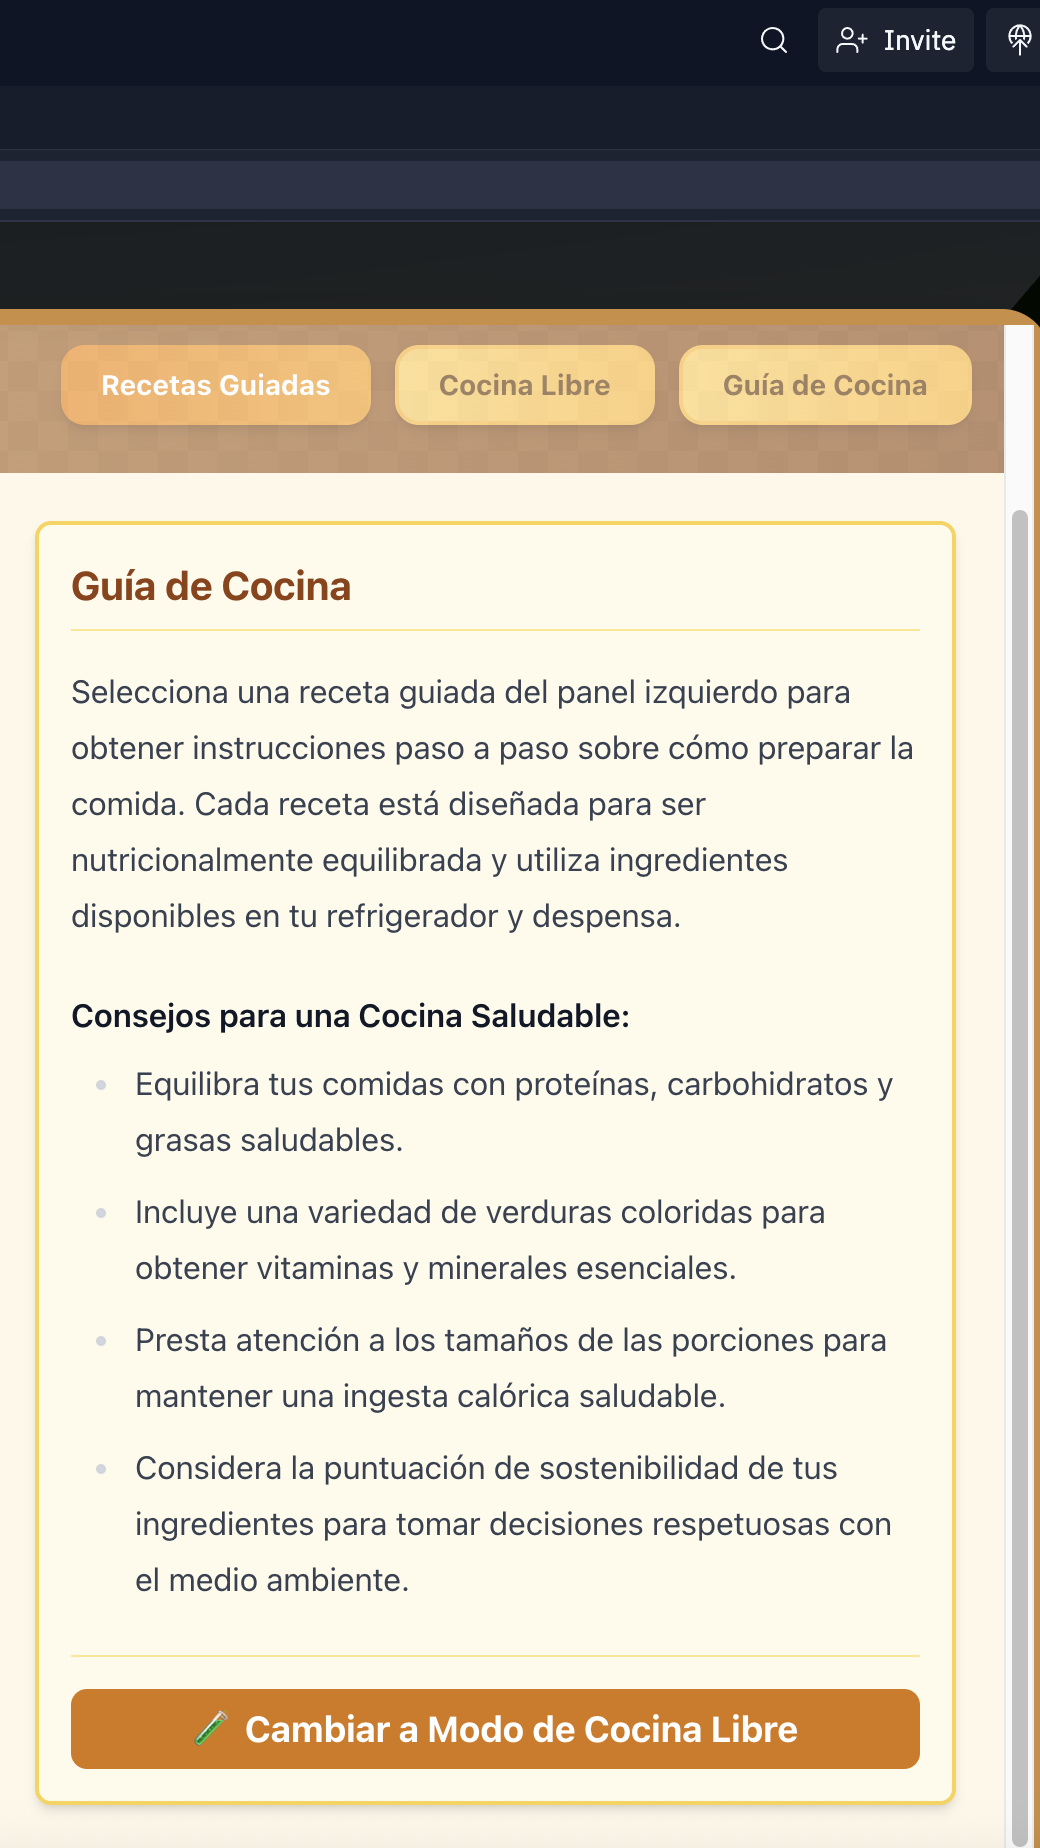 Invite
Recetas Guiadas
Cocina Libre
Guía de Cocina
Guía de Cocina
Selecciona una receta guiada del panel izquierdo para
obtener instrucciones paso a paso sobre cómo preparar la
comida. Cada receta está diseñada para ser
nutricionalmente equilibrada y utiliza ingredientes
disponibles en tu refrigerador y despensa.
Consejos para una Cocina Saludable:
Equilibra tus comidas con proteínas, carbohidratos y
grasas saludables.
Incluye una variedad de verduras coloridas para
obtener vitaminas y minerales esenciales.
Presta atención a los tamaños de las porciones para
mantener una ingesta calórica saludable.
Considera la puntuación de sostenibilidad de tus
ingredientes para tomar decisiones respetuosas con
el medio ambiente.
Cambiar a Modo de Cocina Libre